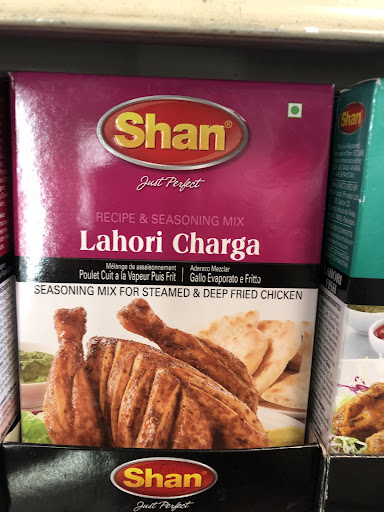 Shan®
Just Perfect
RECIPE & SEASONING MIX
Lahori Charga
Mélange de assaisonnement
Poulet Cuit a la Vapeur Puis Frit
Aderezo Mezclar
Gallo Evaporato e Fritto
SEASONING MIX FOR STEAMED & DEEP FRIED CHICKEN
Shan
Just Perfect
Shan